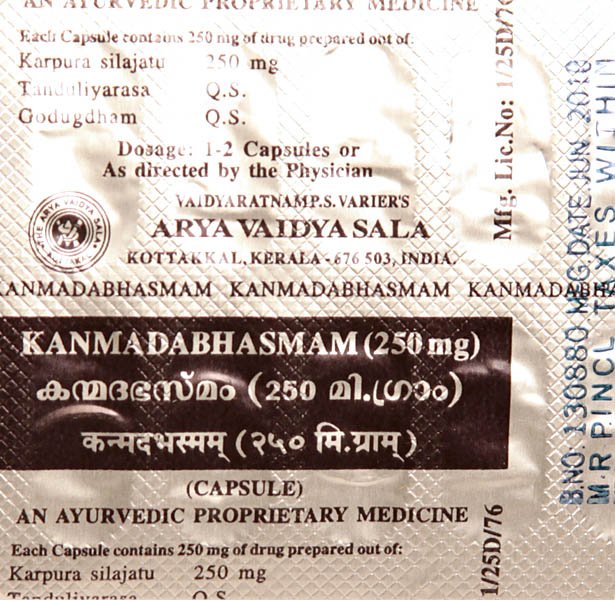 AN AYURVEDIC PROPRIETARY MEDICINE
Each Capsule contains 250 mg of drug prepared out of:
Karpura silajatu 250 mg
Tanduliyarasa Q.S.
Godugdham Q.S.
Dosage: 1-2 Capsules or
As directed by the Physician
VAIDYARATNAM P.S. VARIER'S
ARYA VAIDYA SALA
KOTTAKKAL, KERALA - 676 503, INDIA.
KANMADABHASMAM KANMADABHASMAM KANMADABHASMAM
KANMADABHASMAM (250 mg)
കന്മദഭസ്മം (250 മി.ഗ്രാം)
कन्मदभस्मम् (२५० मि.ग्राम्)
(CAPSULE)
AN AYURVEDIC PROPRIETARY MEDICINE
Each Capsule contains 250 mg of drug prepared out of:
Karpura silajatu 250 mg
Tanduliyarasa Q.S.
Mfg. Lic.No: 1/25D/76
1/25D/76
B.NO: 130880 MFG.DATE JUN 2010
M.R.P INCL TAXES WITHIN